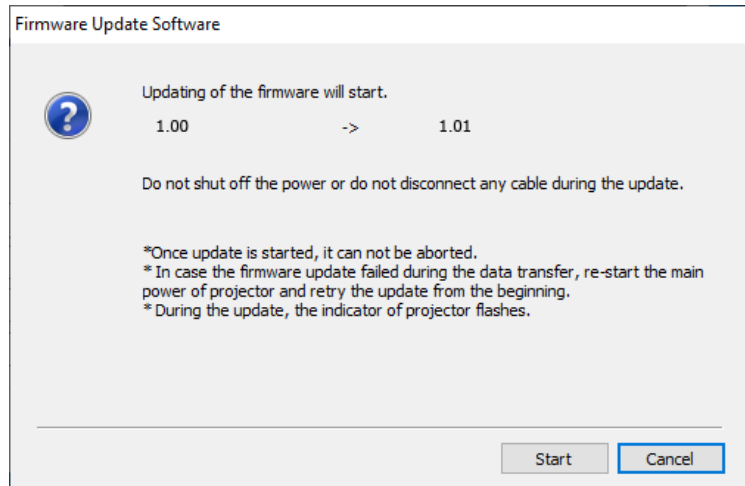 Firmware Update Software
Updating of the firmware will start.
1.00 -> 1.01
Do not shut off the power or do not disconnect any cable during the update.
*Once update is started, it can not be aborted.
* In case the firmware update failed during the data transfer, re-start the main
power of projector and retry the update from the beginning.
* During the update, the indicator of projector flashes.
Start Cancel